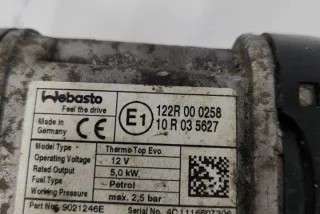 Webasto
Feel the drive
Made in
Germany
CE
E1
122R 00 0258
10 R 03 5627
Model Type Thermo Top Evo.
Operating Voltage 12 V
Rated Output 5,0 kW
Fuel Type Petrol
Operating Pressure max. 2,5 bar
Part No. 9021246E
Serial No.